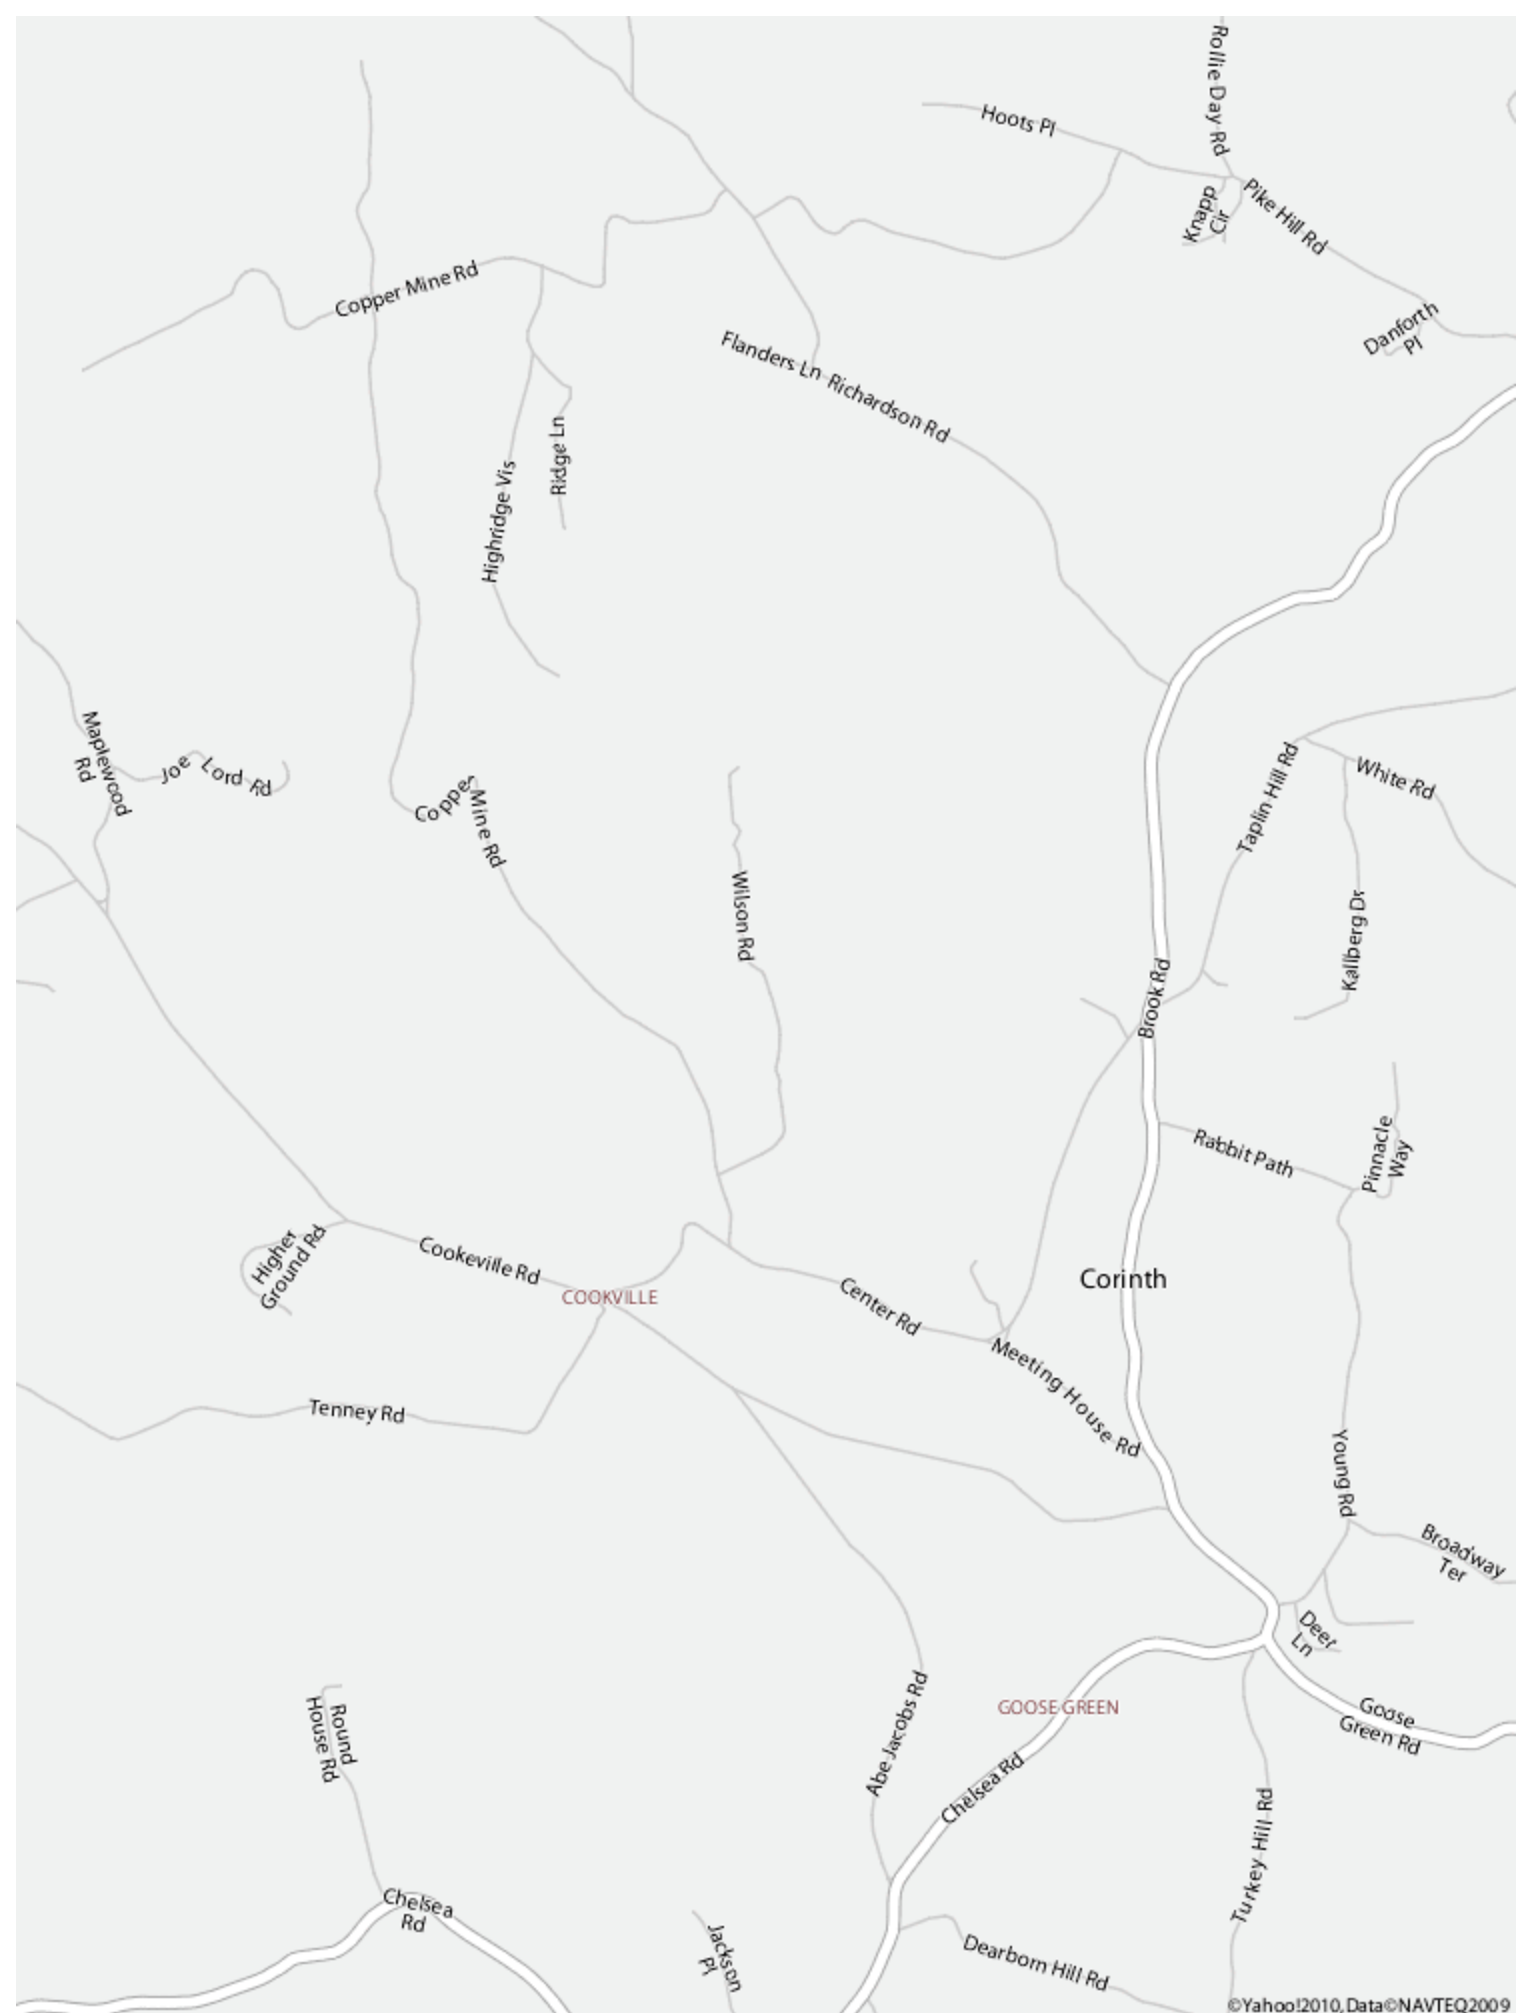 Rollie Day Rd
Hoots Pl
Knapp
Cir
Pike Hill Rd
Copper Mine Rd
Danforth
Pl
Flanders Ln
Richardson Rd
Ridge Ln
Highridge Vis
Maplewood
Rd
Joe Lord Rd
Copper Mine Rd
Taplin Hill Rd
White Rd
Wilson Rd
Kallberg Dr
Brook Rd
Rabbit Path
Pinnacle
Way
Higher
Ground Rd
Cookeville Rd
COOKVILLE
Corinth
Center Rd
Meeting House Rd
Tenney Rd
Young Rd
Broadway
Ter
Deer
Ln
Abe Jacobs Rd
GOOSE GREEN
Goose
Green Rd
Round
House Rd
Chelsea Rd
Turkey Hill Rd
Chelsea
Rd
Jackson
Pl
Dearborn Hill Rd
©Yahoo!2010, Data©NAVTEQ2009